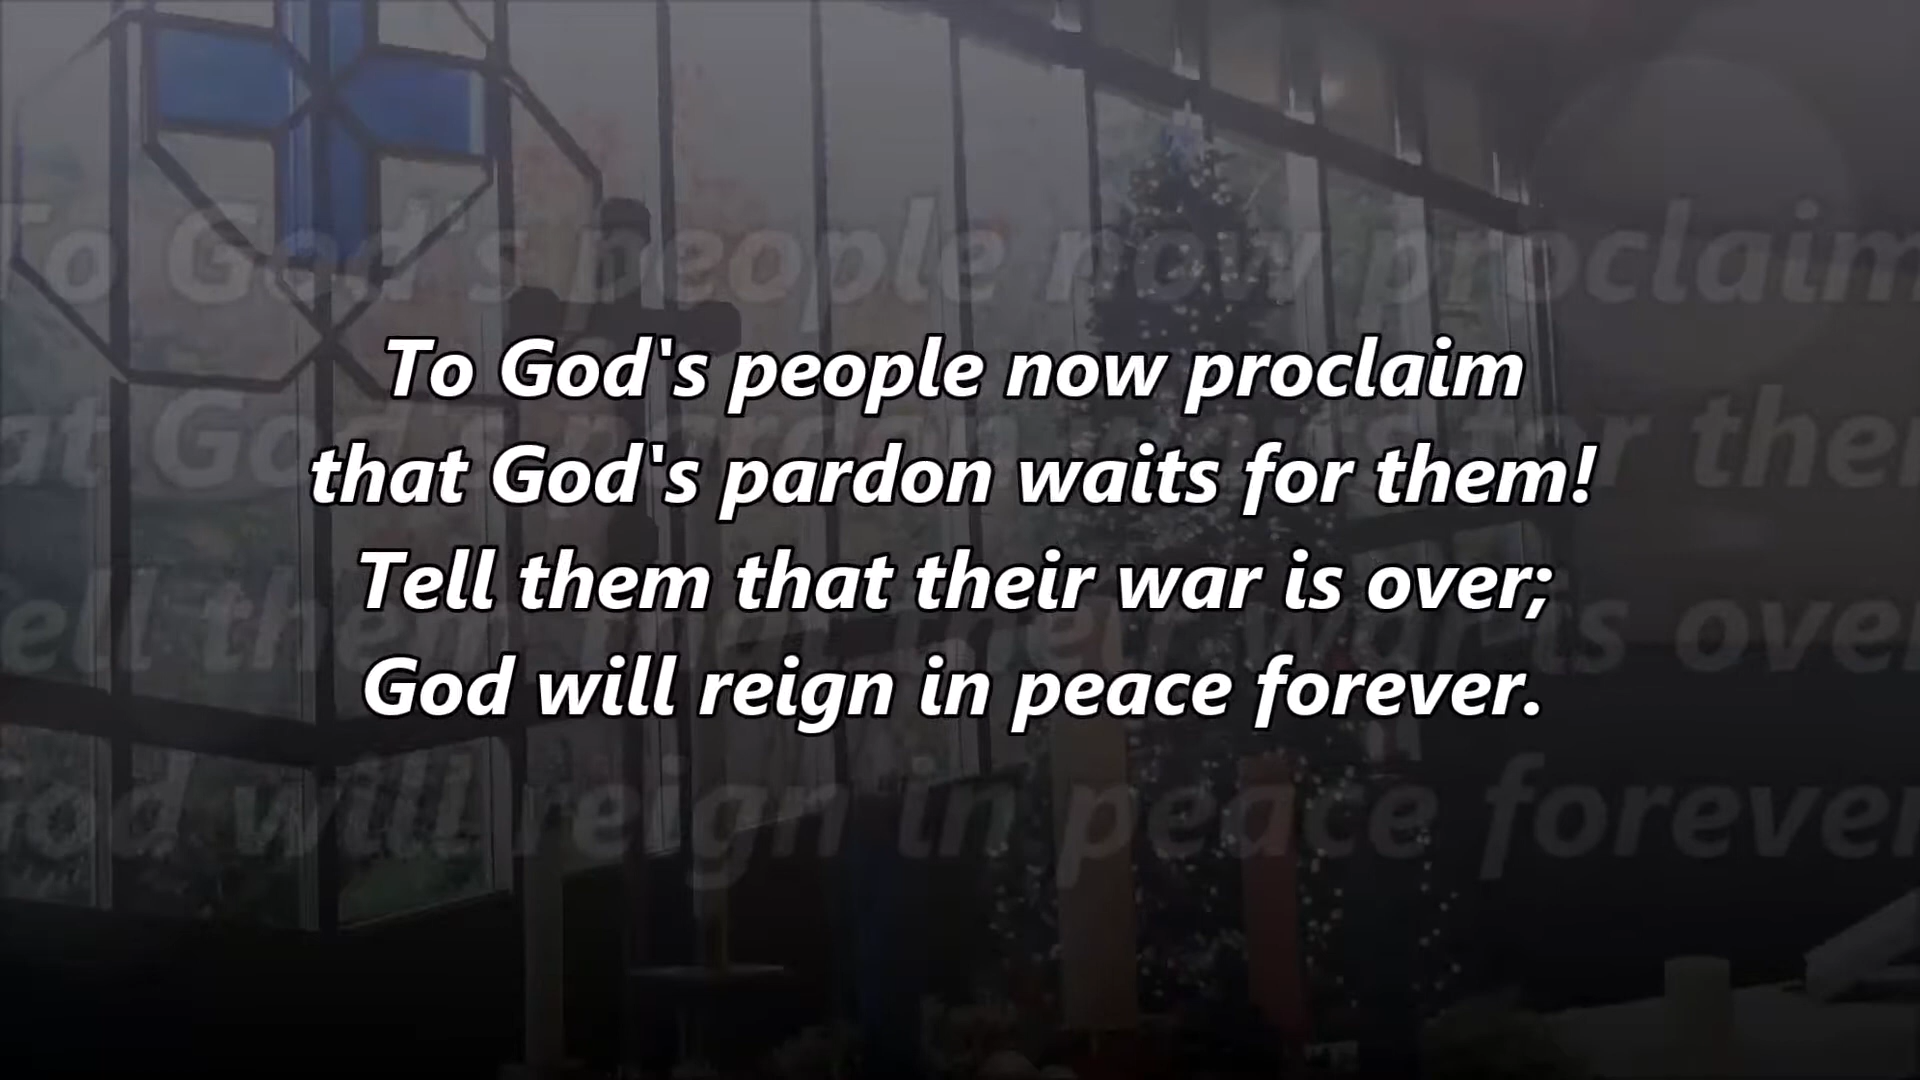 To God's people now proclaim
that God's pardon waits for them!
Tell them that their war is over;
God will reign in peace forever.